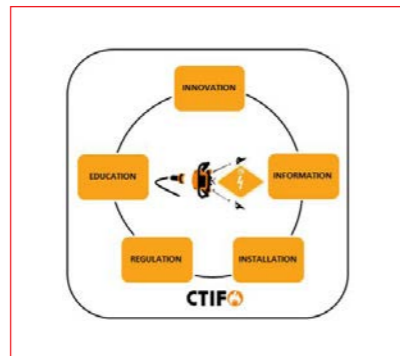 INNOVATION
EDUCATION
INFORMATION
REGULATION
INSTALLATION
CTIF